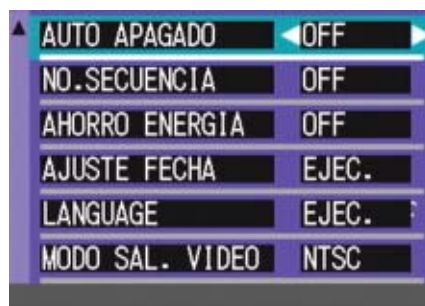 AUTO APAGADO OFF
NO.SECUENCIA OFF
AHORRO ENERGIA OFF
AJUSTE FECHA EJEC.
LANGUAGE EJEC.
MODO SAL. VIDEO NTSC